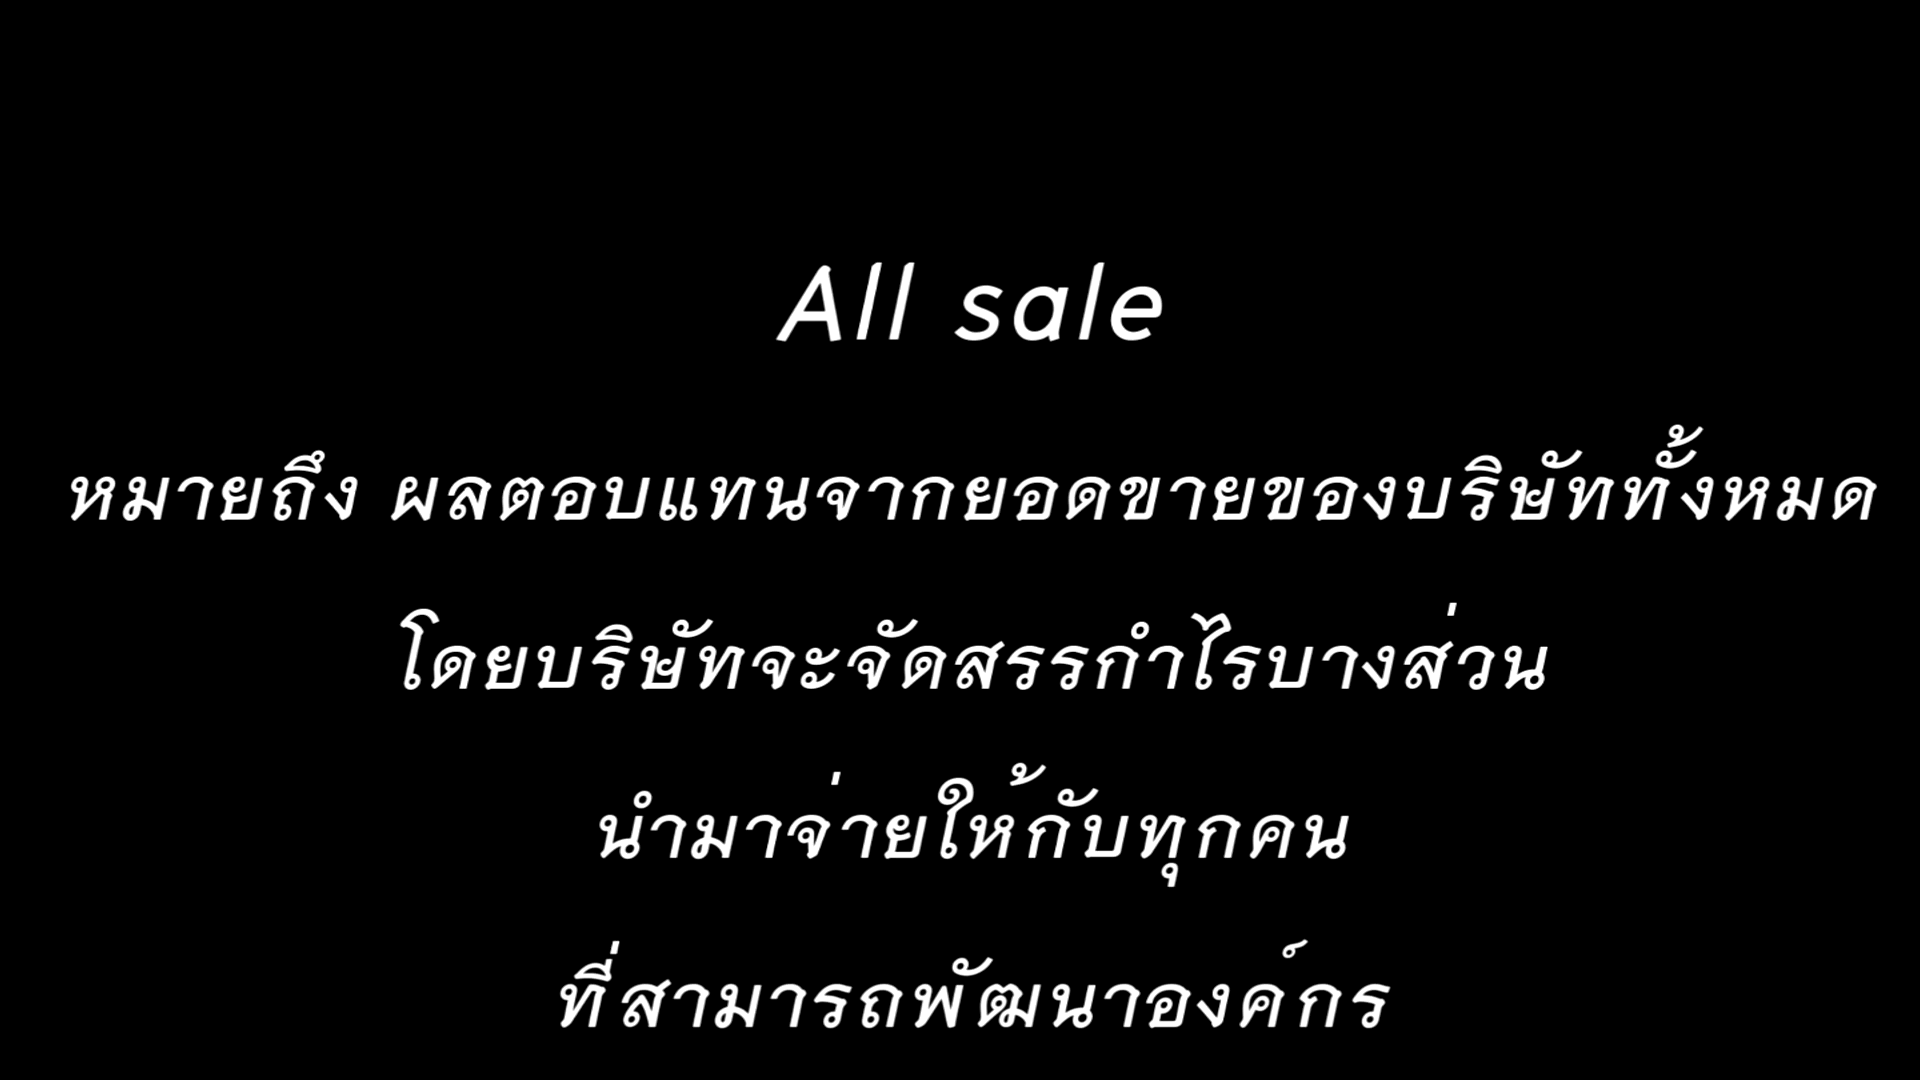 All sale
หมายถึง ผลตอบแทนจากยอดขายของบริษัททั้งหมด
โดยบริษัทจะจัดสรรกำไรบางส่วน
นำมาจ่ายให้กับทุกคน
ที่สามารถพัฒนาองค์กร